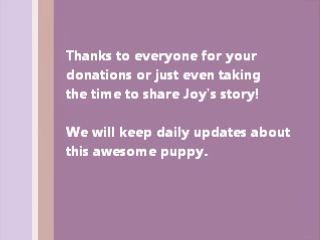 Thanks to everyone for your
donations or just even taking
the time to share Joy's story!
We will keep daily updates about
this awesome puppy.